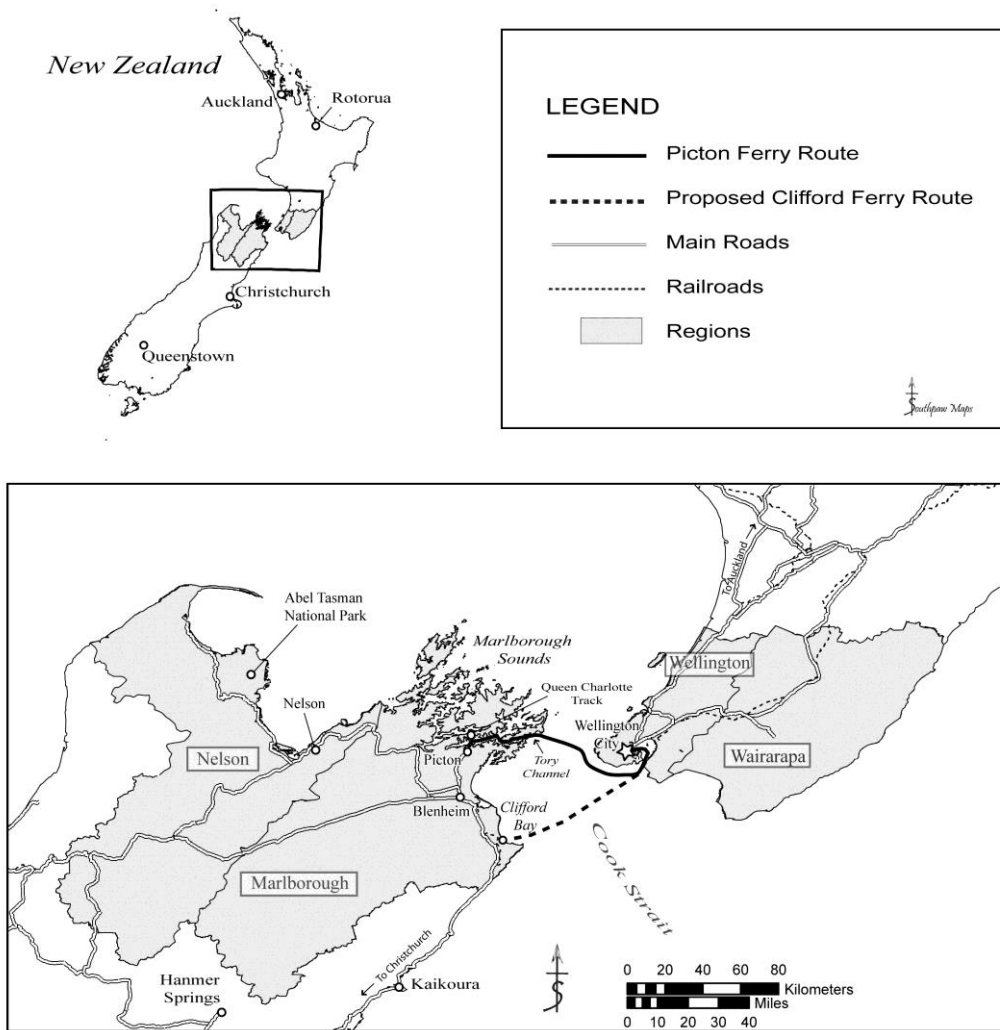 New Zealand
Auckland
Rotorua
Christchurch
Queenstown
LEGEND
Picton Ferry Route
Proposed Clifford Ferry Route
Main Roads
Railroads
Regions
Southpaw Maps
Abel Tasman
National Park
Marlborough
Sounds
To Auckland
Wellington
Queen Charlotte
Track
Nelson
Wellington
City
Nelson
Picton
Tory
Channel
Wairarapa
Blenheim
Clifford
Bay
Cook Strait
Marlborough
To Christchurch
Hanmer
Springs
Kaikoura
S
0 20 40 60 80
Kilometers
Miles
0 10 20 30 40